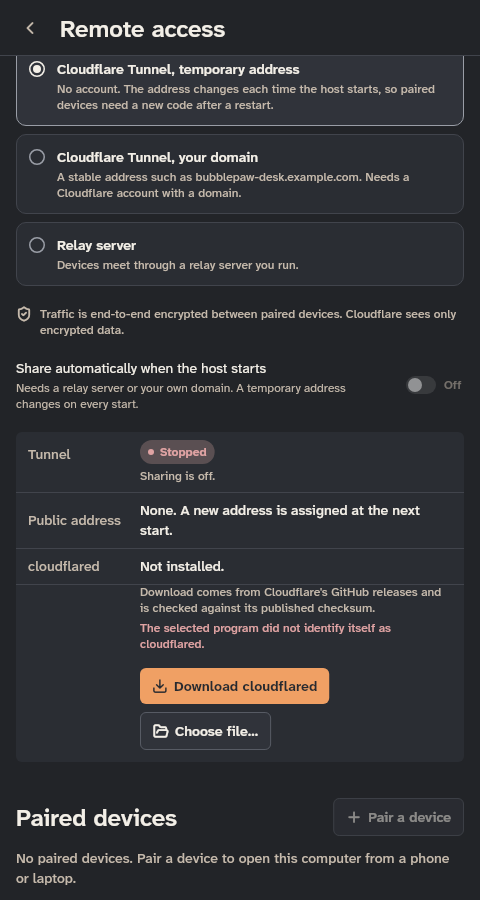 Remote access
Cloudflare Tunnel, temporary address
No account. The address changes each time the host starts, so paired
devices need a new code after a restart.
Cloudflare Tunnel, your domain
A stable address such as bubblepaw-desk.example.com. Needs a
Cloudflare account with a domain.
Relay server
Devices meet through a relay server you run.
Traffic is end-to-end encrypted between paired devices. Cloudflare sees only
encrypted data.
Share automatically when the host starts
Needs a relay server or your own domain. A temporary address
changes on every start.
Off
Tunnel
Stopped
Sharing is off.
Public address
None. A new address is assigned at the next
start.
cloudflared
Not installed.
Download comes from Cloudflare's GitHub releases and
is checked against its published checksum.
The selected program did not identify itself as
cloudflared.
Download cloudflared
Choose file...
Paired devices
Pair a device
No paired devices. Pair a device to open this computer from a phone
or laptop.